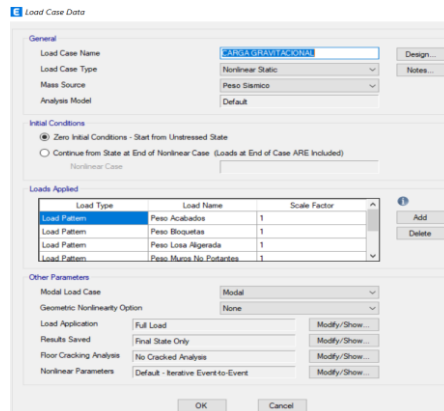 E Load Case Data
General
Load Case Name CARGA GRAVITACIONAL Design...
Load Case Type Nonlinear Static Notes...
Mass Source Peso Sismico
Analysis Model Default
Initial Conditions
Zero Initial Conditions - Start from Unstressed State
Continue from State at End of Nonlinear Case (Loads at End of Case ARE Included)
Nonlinear Case
Loads Applied
Load Type Load Name Scale Factor
Load Pattern Peso Acabados 1 Add
Load Pattern Peso Bloquetas 1 Delete
Load Pattern Peso Losa Aligerada 1
Load Pattern Peso Muros No Portantes 1
Other Parameters
Modal Load Case Modal
Geometric Nonlinearity Option None
Load Application Full Load Modify/Show...
Results Saved Final State Only Modify/Show...
Floor Cracking Analysis No Cracked Analysis Modify/Show...
Nonlinear Parameters Default - Iterative Event-to-Event Modify/Show...
OK Cancel